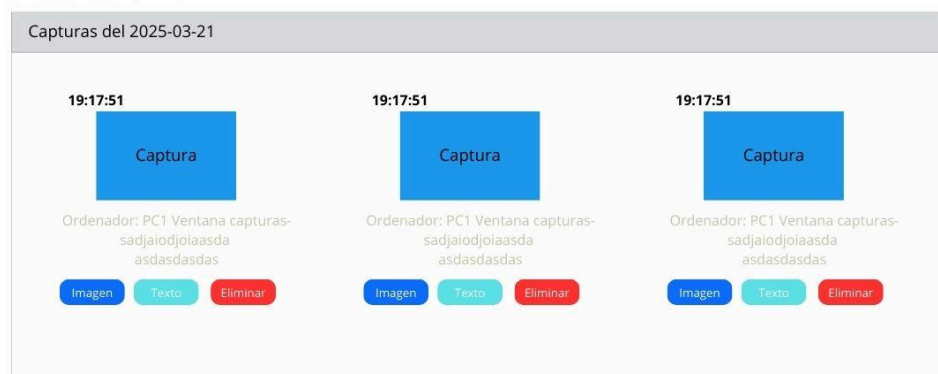 Capturas del 2025-03-21
19:17:51
Captura
Ordenador: PC1 Ventana capturas-
sadjaiodjoiaasda
asdasdasdas
Imagen Texto Eliminar
19:17:51
Captura
Ordenador: PC1 Ventana capturas-
sadjaiodjoiaasda
asdasdasdas
Imagen Texto Eliminar
19:17:51
Captura
Ordenador: PC1 Ventana capturas-
sadjaiodjoiaasda
asdasdasdas
Imagen Texto Eliminar